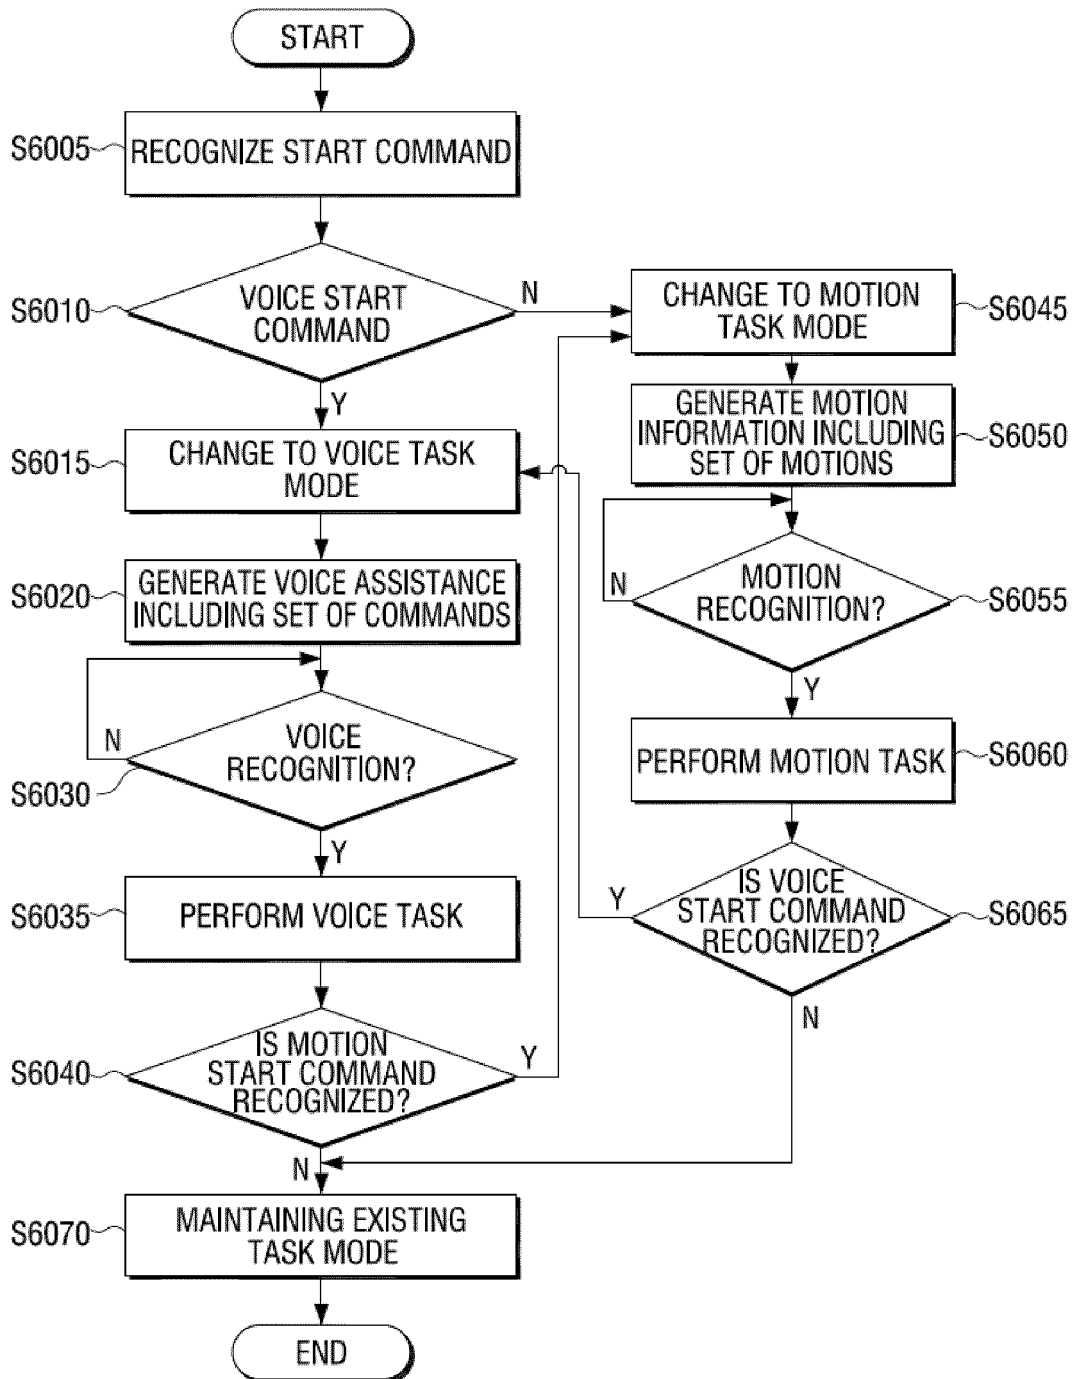 START
S6005
RECOGNIZE START COMMAND
S6010
VOICE START
COMMAND
N
Y
CHANGE TO MOTION
TASK MODE
S6045
GENERATE MOTION
INFORMATION INCLUDING
SET OF MOTIONS
S6050
S6015
CHANGE TO VOICE TASK
MODE
S6020
GENERATE VOICE ASSISTANCE
INCLUDING SET OF COMMANDS
N
MOTION
RECOGNITION?
S6055
Y
N
VOICE
RECOGNITION?
S6030
Y
PERFORM MOTION TASK
S6060
S6035
PERFORM VOICE TASK
Y
IS VOICE
START COMMAND
RECOGNIZED?
S6065
N
S6040
IS MOTION
START COMMAND
RECOGNIZED?
Y
N
S6070
MAINTAINING EXISTING
TASK MODE
END